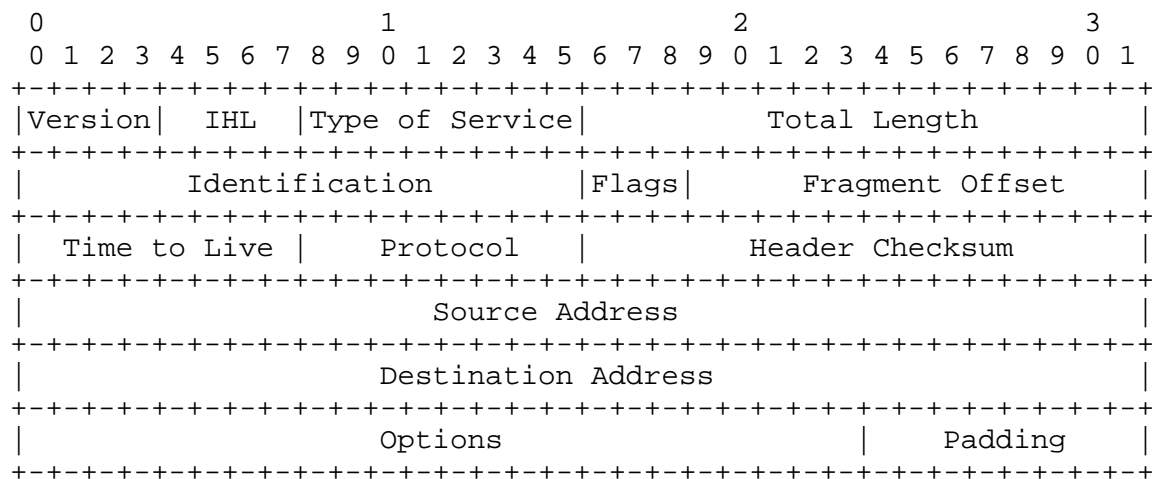 0                   1                   2                   3
 0 1 2 3 4 5 6 7 8 9 0 1 2 3 4 5 6 7 8 9 0 1 2 3 4 5 6 7 8 9 0 1
+-+-+-+-+-+-+-+-+-+-+-+-+-+-+-+-+-+-+-+-+-+-+-+-+-+-+-+-+-+-+-+-+
|Version|  IHL  |Type of Service|          Total Length         |
+-+-+-+-+-+-+-+-+-+-+-+-+-+-+-+-+-+-+-+-+-+-+-+-+-+-+-+-+-+-+-+-+
|         Identification        |Flags|      Fragment Offset    |
+-+-+-+-+-+-+-+-+-+-+-+-+-+-+-+-+-+-+-+-+-+-+-+-+-+-+-+-+-+-+-+-+
|  Time to Live |    Protocol   |         Header Checksum       |
+-+-+-+-+-+-+-+-+-+-+-+-+-+-+-+-+-+-+-+-+-+-+-+-+-+-+-+-+-+-+-+-+
|                       Source Address                          |
+-+-+-+-+-+-+-+-+-+-+-+-+-+-+-+-+-+-+-+-+-+-+-+-+-+-+-+-+-+-+-+-+
|                    Destination Address                        |
+-+-+-+-+-+-+-+-+-+-+-+-+-+-+-+-+-+-+-+-+-+-+-+-+-+-+-+-+-+-+-+-+
|                    Options                    |    Padding    |
+-+-+-+-+-+-+-+-+-+-+-+-+-+-+-+-+-+-+-+-+-+-+-+-+-+-+-+-+-+-+-+-+